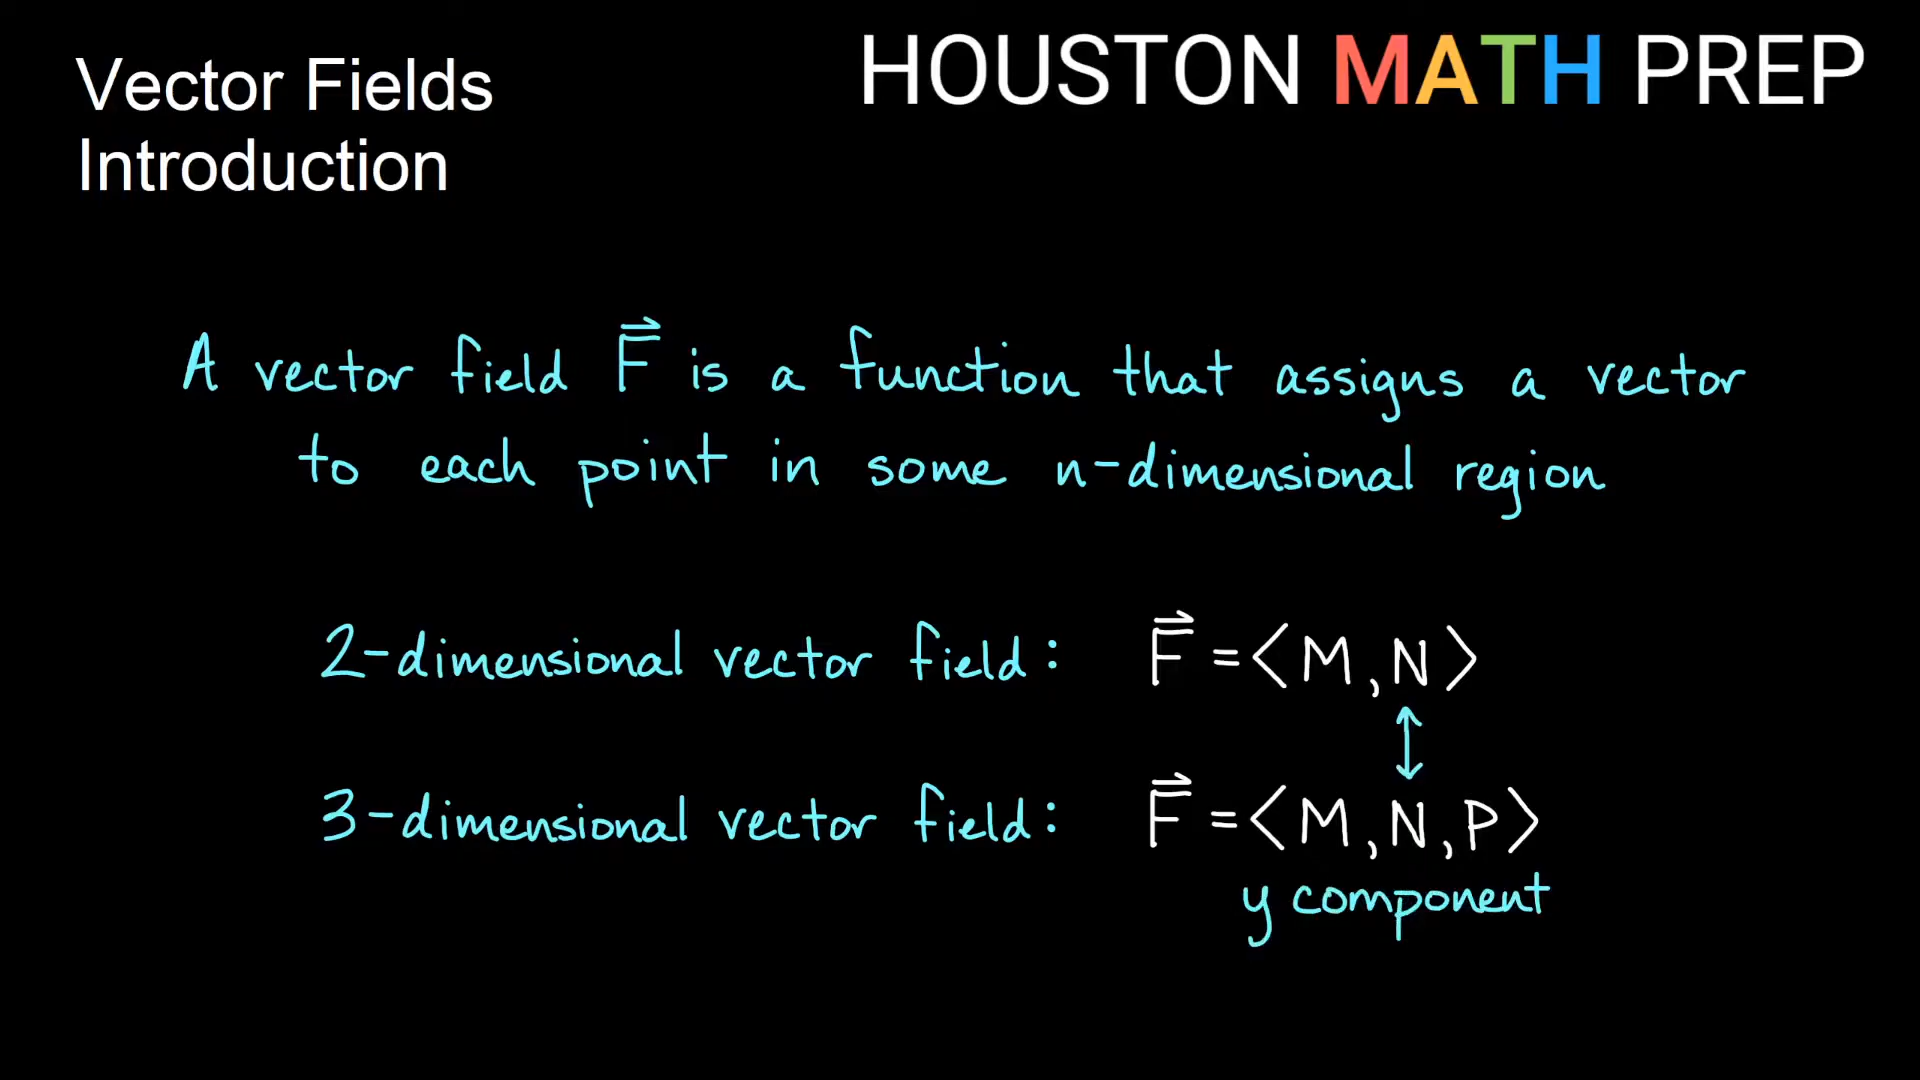 Vector Fields
Introduction
HOUSTON MATH PREP
A vector field F⃗ is a function that assigns a vector
to each point in some n-dimensional region
2-dimensional vector field: F⃗ = ⟨M, N⟩
3-dimensional vector field: F⃗ = ⟨M, N, P⟩
y component